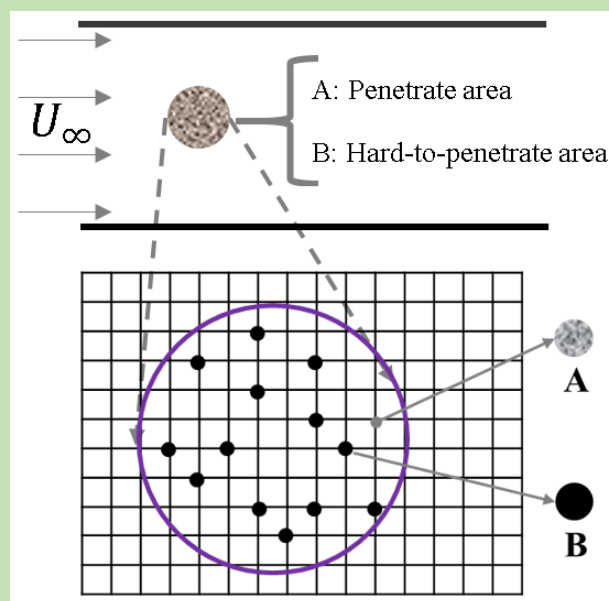 U∞
A: Penetrate area
B: Hard-to-penetrate area
A
B